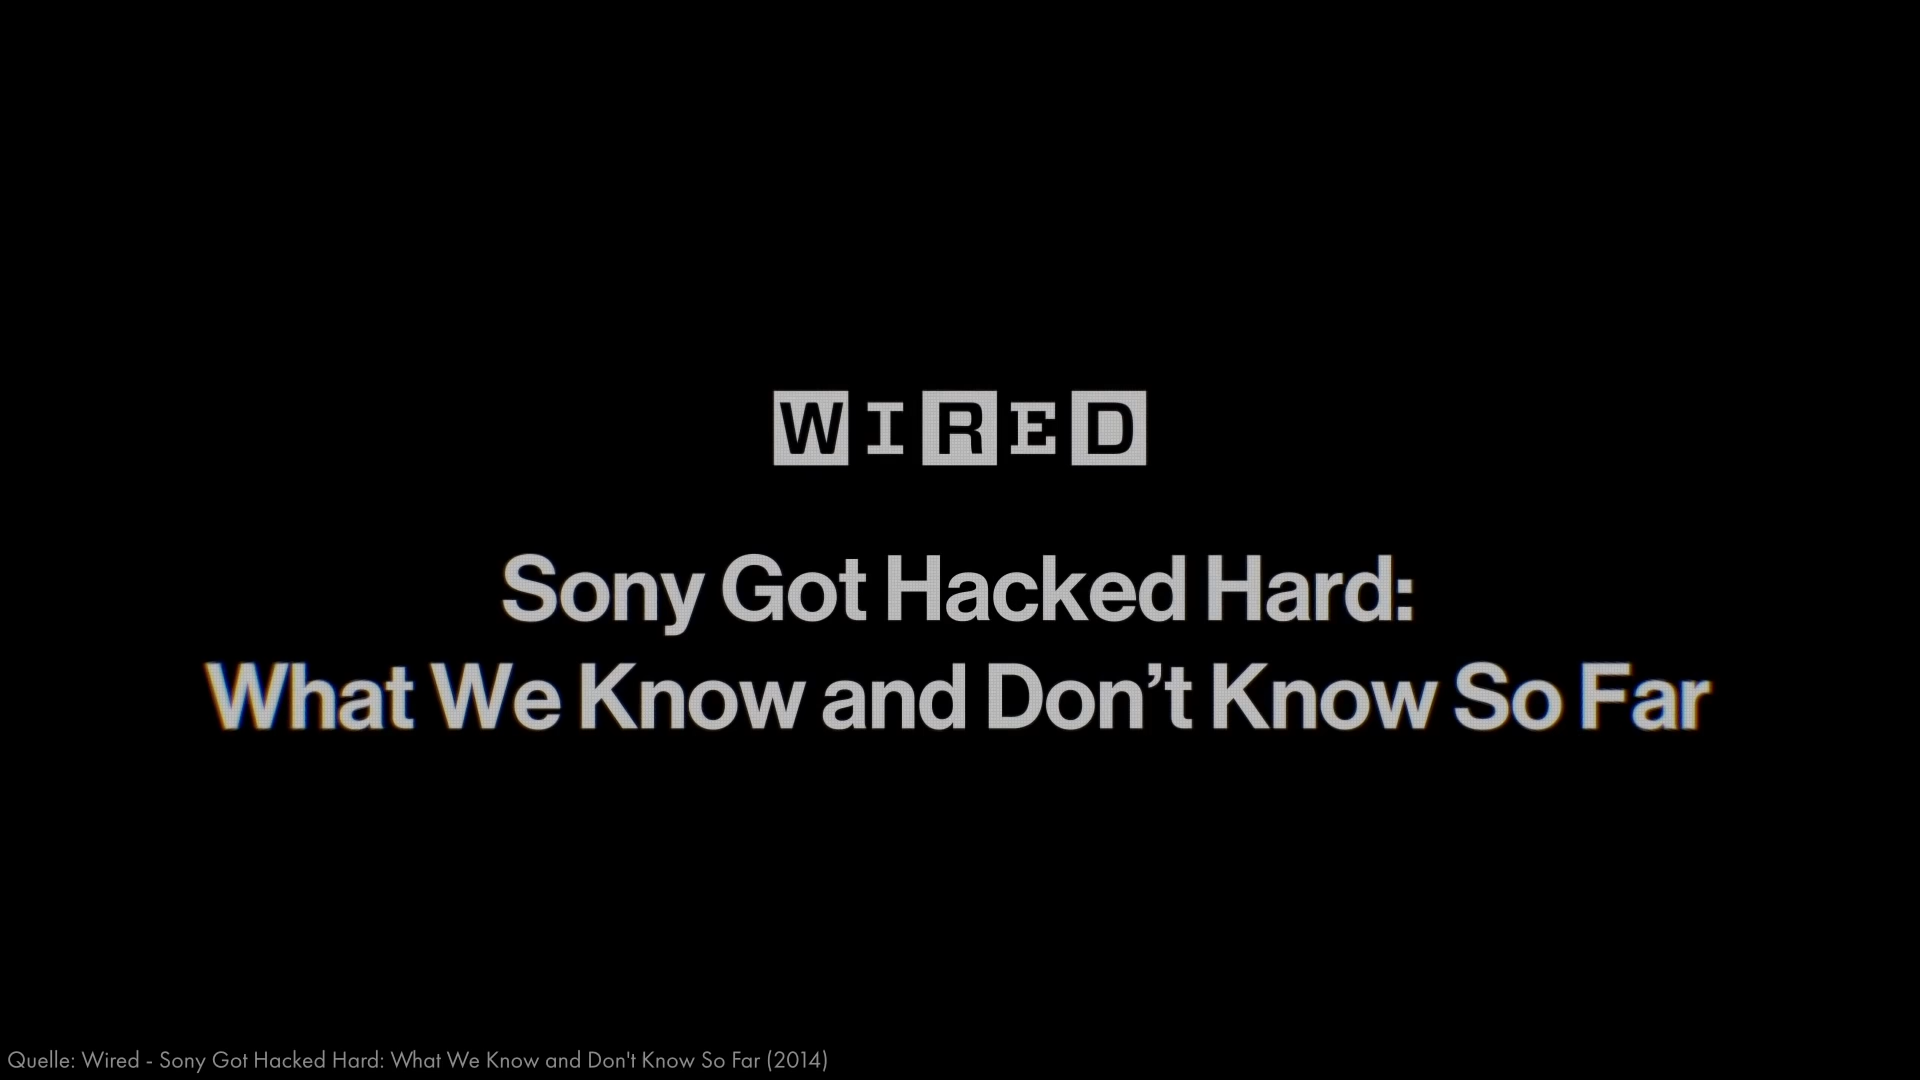 WIRED
Sony Got Hacked Hard:
What We Know and Don’t Know So Far
Quelle: Wired - Sony Got Hacked Hard: What We Know and Don't Know So Far (2014)